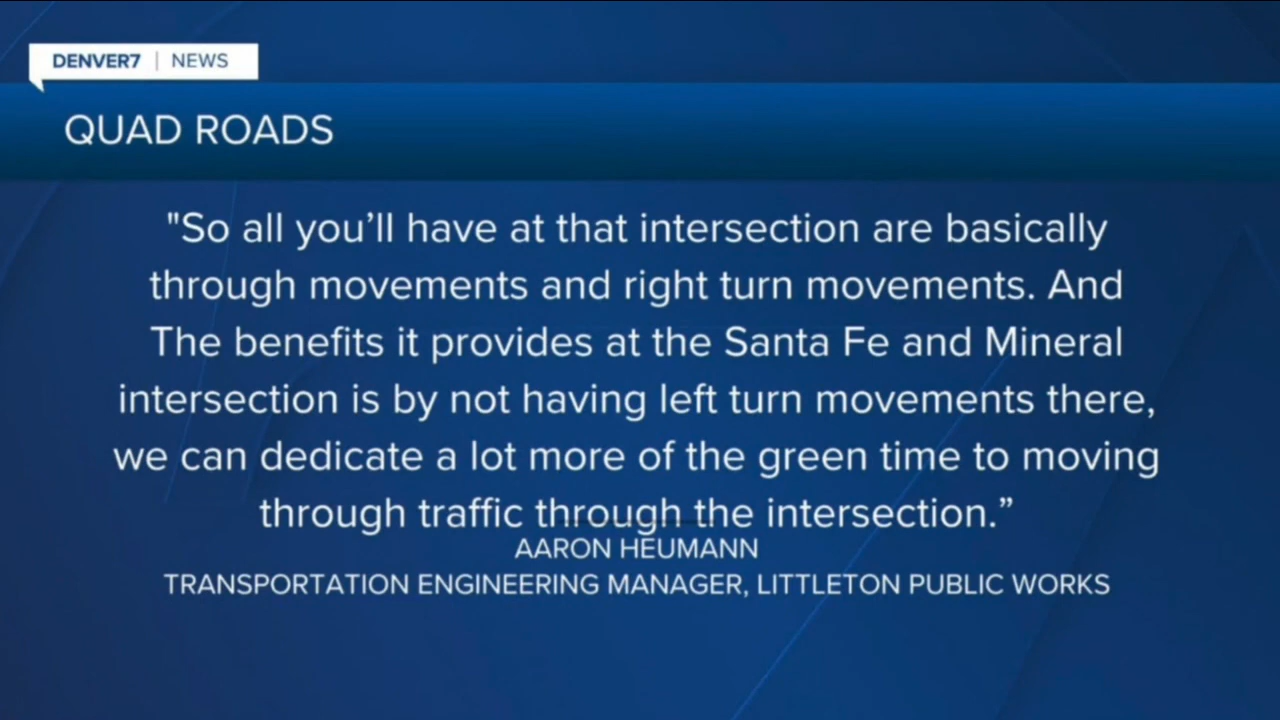 DENVER7 | NEWS
QUAD ROADS
"So all you’ll have at that intersection are basically
through movements and right turn movements. And
The benefits it provides at the Santa Fe and Mineral
intersection is by not having left turn movements there,
we can dedicate a lot more of the green time to moving
through traffic through the intersection.”
AARON HEUMANN
TRANSPORTATION ENGINEERING MANAGER, LITTLETON PUBLIC WORKS